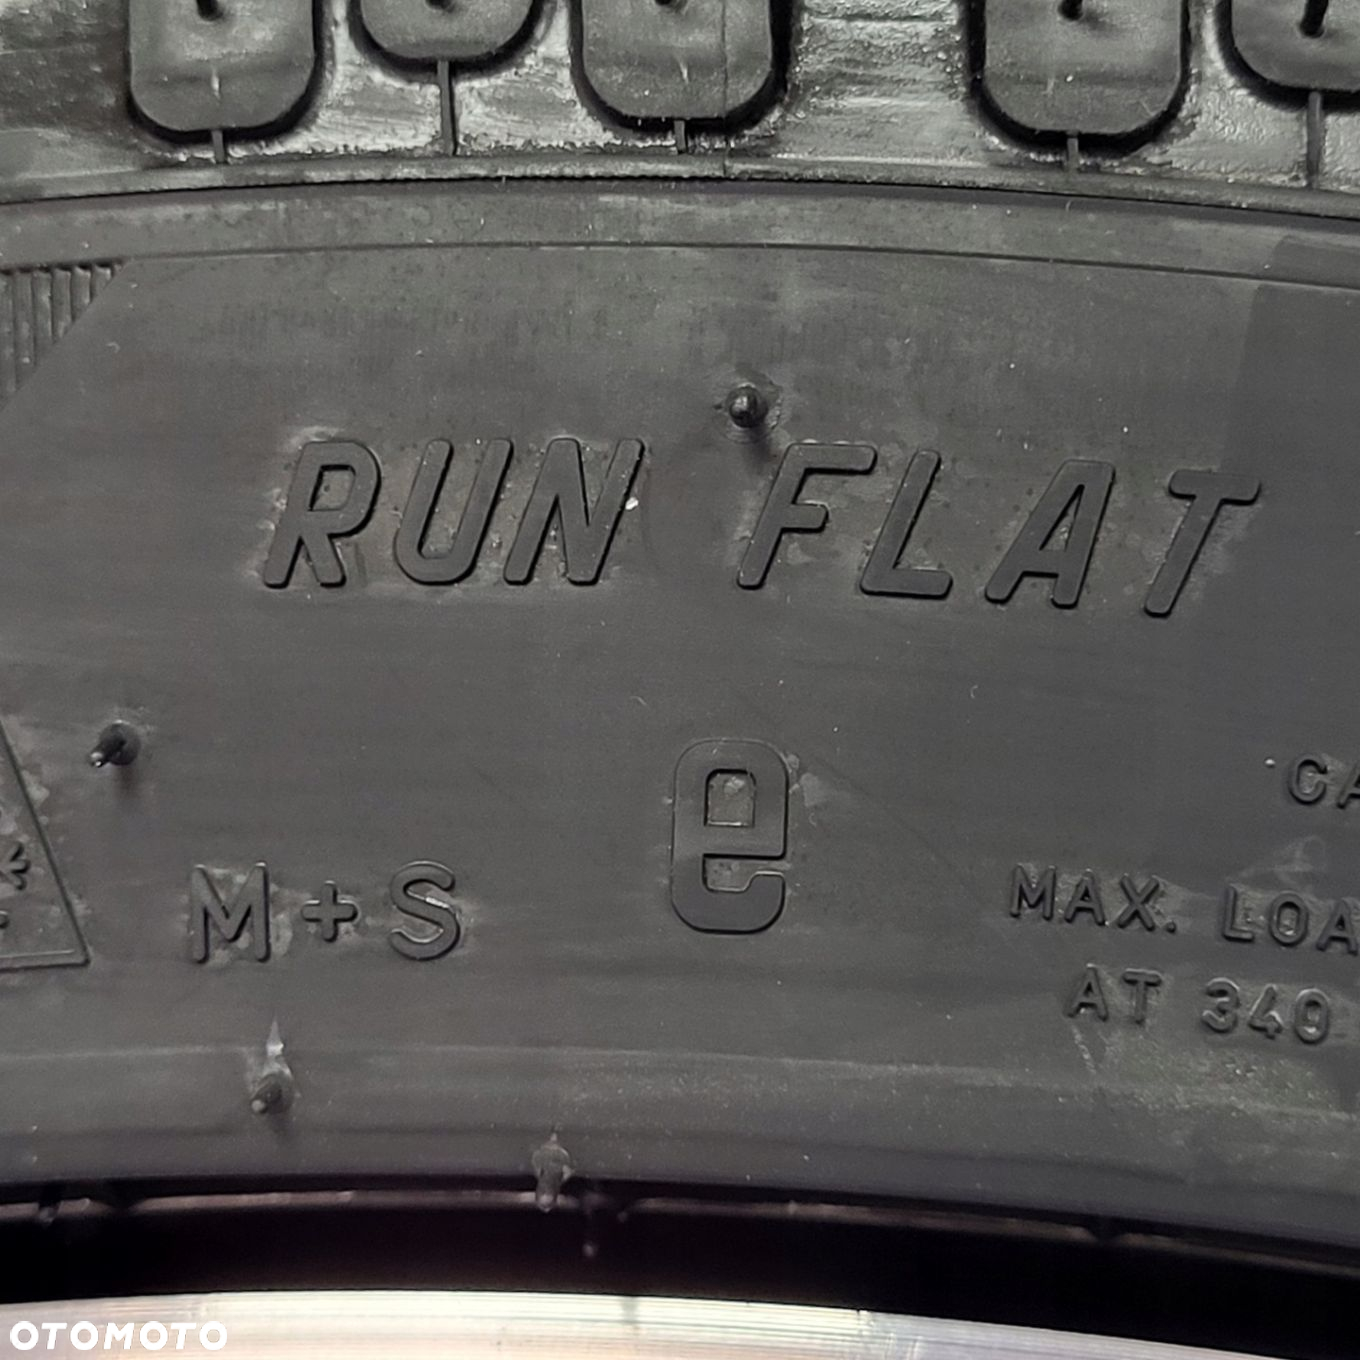 RUN FLAT
e
M+S
MAX. LOA
AT 340
OTOMOTO